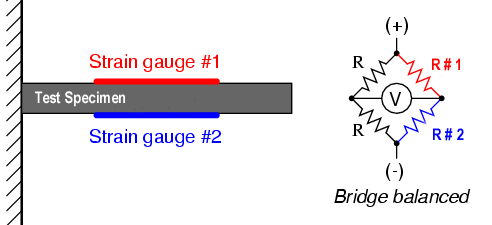 Strain gauge #1
Test Specimen
Strain gauge #2
(+)
R
R # 1
V
R
R # 2
(-)
Bridge balanced